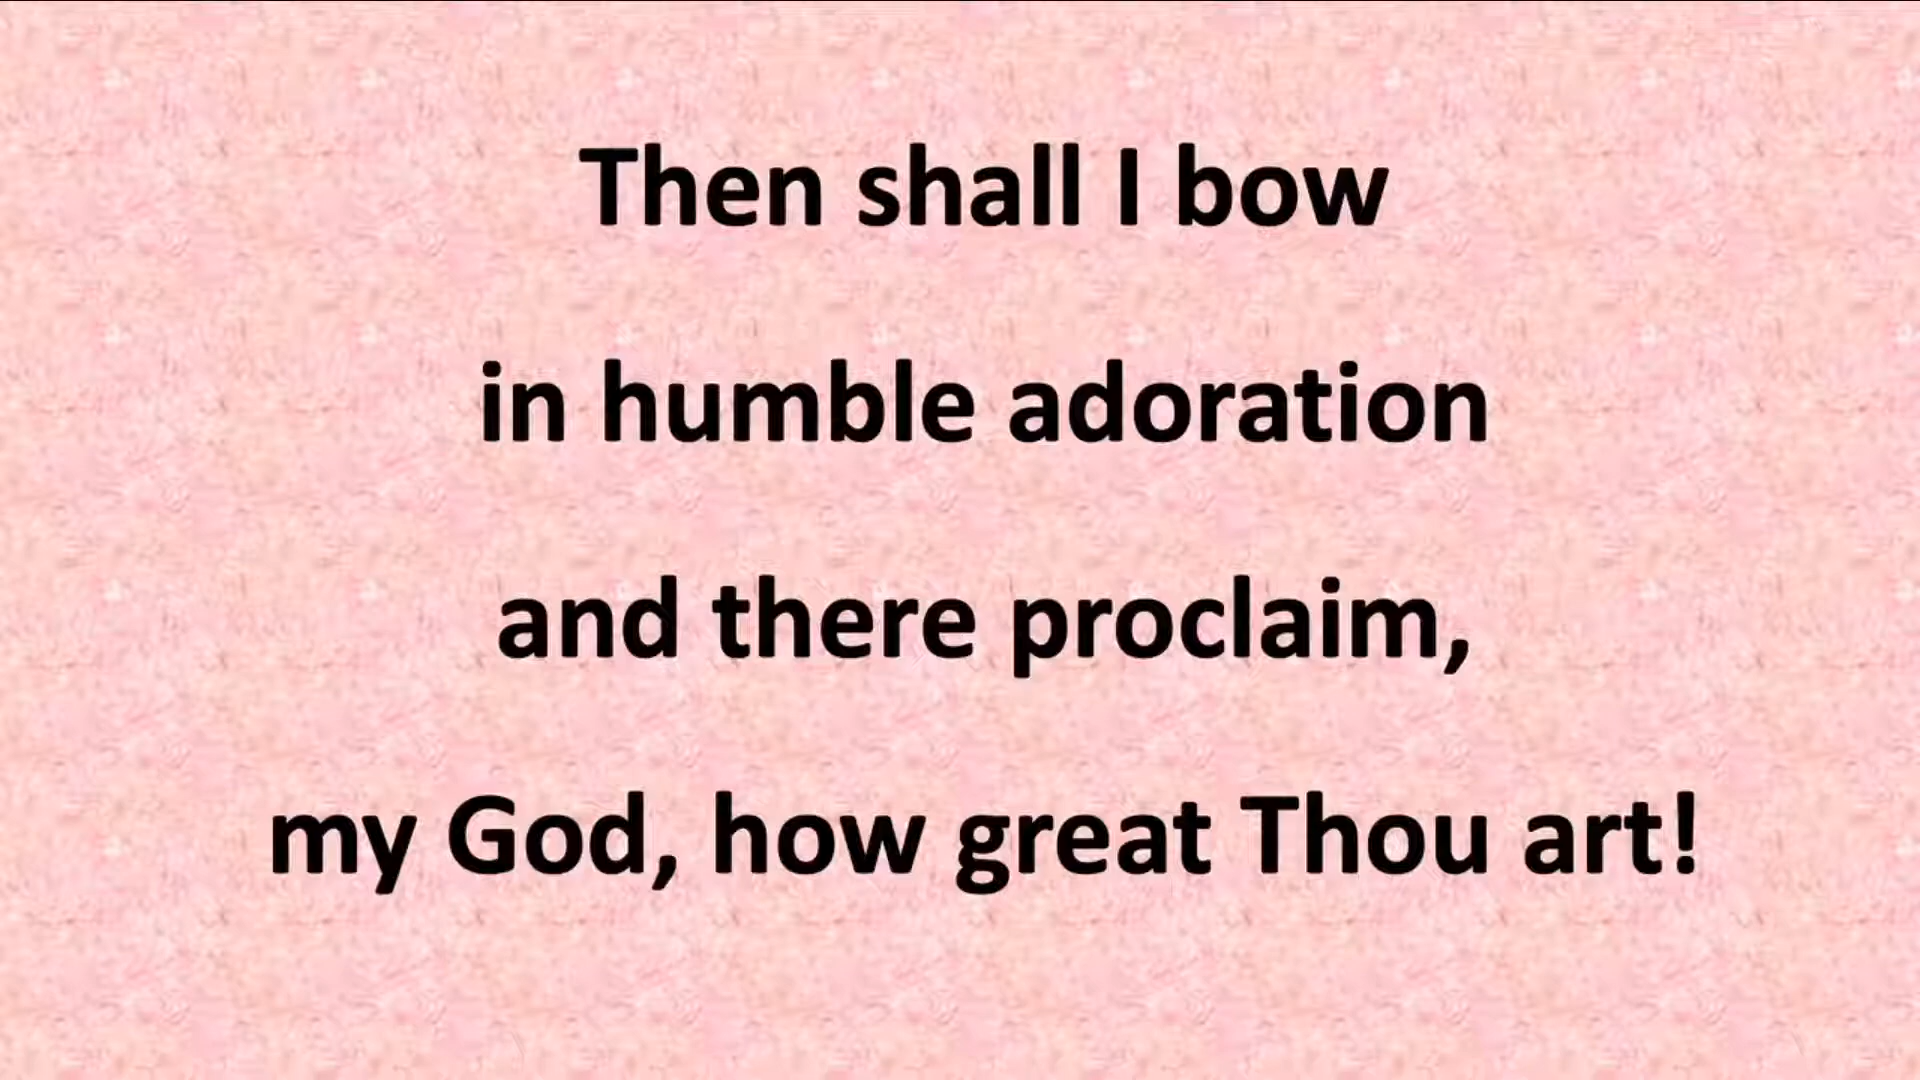 Then shall I bow
in humble adoration
and there proclaim,
my God, how great Thou art!